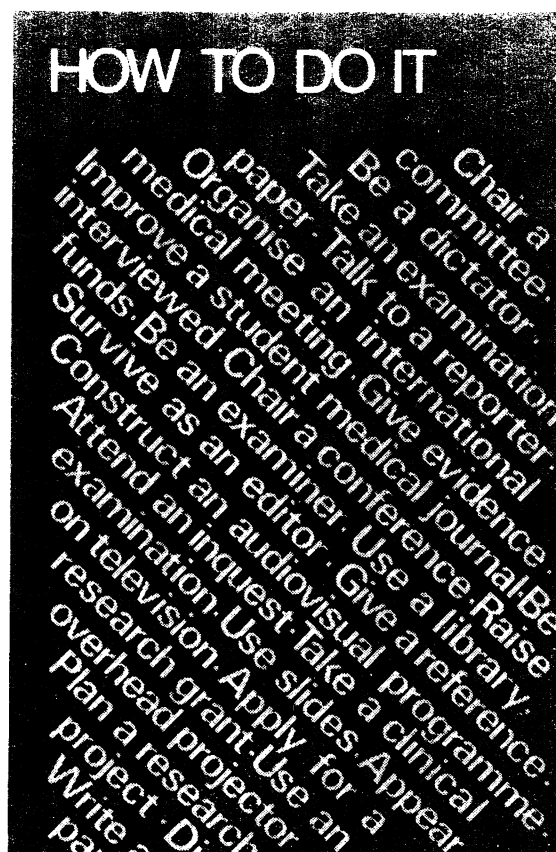 HOW TO DO IT
Chair a
committee.
Be a dictator.
Take an examination
paper. Talk to a reporter
Organise an international
medical meeting. Give evidence.
Improve a student medical journal. Be
interviewed. Chair a conference. Raise
funds. Be an examiner. Use a library.
Survive as an editor. Give a reference.
Construct an audiovisual programme.
Attend an inquest. Take a clinical
examination. Use slides. Appear
on television. Apply for a
research grant. Use an
overhead projector
Plan a research
project. Di
Write a